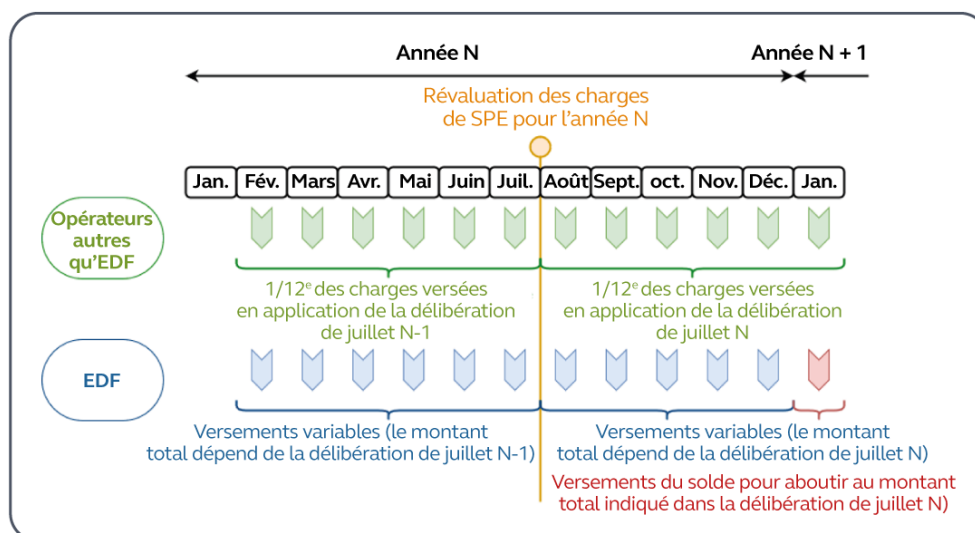 Année N
Année N + 1
Révaluation des charges
de SPE pour l'année N
Jan. Fév. Mars Avr. Mai Juin Juil. Août Sept. oct. Nov. Déc. Jan.
Opérateurs
autres
qu'EDF
1/12e des charges versées
en application de la délibération
de juillet N-1
1/12e des charges versées
en application de la délibération
de juillet N
EDF
Versements variables (le montant
total dépend de la délibération de juillet N-1)
Versements variables (le montant
total dépend de la délibération de juillet N)
Versements du solde pour aboutir au montant
total indiqué dans la délibération de juillet N)